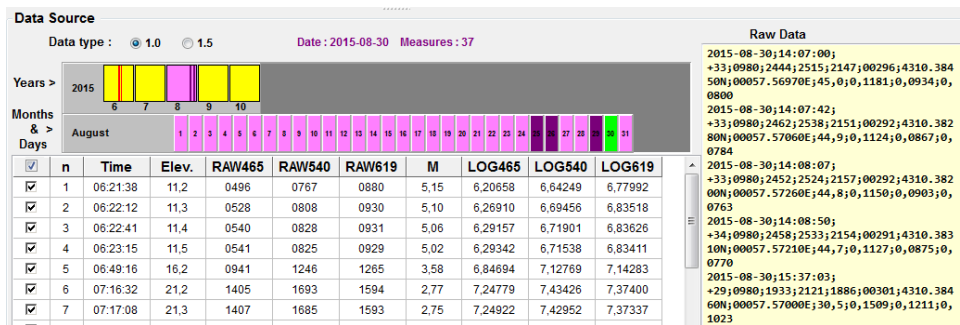 Data Source
Data type : 1.0 1.5 Date : 2015-08-30 Measures : 37
Years > 2015
6 7 8 9 10
Months & > Days
August 1 2 3 4 5 6 7 8 9 10 11 12 13 14 15 16 17 18 19 20 21 22 23 24 25 26 27 28 29 30 31
n Time Elev. RAW465 RAW540 RAW619 M LOG465 LOG540 LOG619
1 06:21:38 11,2 0496 0767 0880 5,15 6,20658 6,64249 6,77992
2 06:22:12 11,3 0528 0808 0930 5,10 6,26910 6,69456 6,83518
3 06:22:41 11,4 0540 0828 0931 5,06 6,29157 6,71901 6,83626
4 06:23:15 11,5 0541 0825 0929 5,02 6,29342 6,71538 6,83411
5 06:49:16 16,2 0941 1246 1265 3,58 6,84694 7,12769 7,14283
6 07:16:32 21,2 1405 1693 1594 2,77 7,24779 7,43426 7,37400
7 07:17:08 21,3 1407 1685 1593 2,75 7,24922 7,42952 7,37337
Raw Data
2015-08-30;14:07:00;
+33;0980;2444;2515;2147;00296;4310.384
50N;00057.56970E;45,0;0,1181;0,0934;0,
0800
2015-08-30;14:07:42;
+33;0980;2462;2538;2151;00292;4310.382
80N;00057.57060E;44,9;0,1124;0,0867;0,
0784
2015-08-30;14:08:07;
+33;0980;2452;2524;2157;00292;4310.382
00N;00057.57260E;44,8;0,1150;0,0903;0,
0763
2015-08-30;14:08:50;
+34;0980;2458;2533;2154;00291;4310.383
10N;00057.57210E;44,7;0,1127;0,0875;0,
0770
2015-08-30;15:37:03;
+29;0980;1933;2121;1886;00301;4310.384
60N;00057.57000E;30,5;0,1509;0,1211;0,
1023